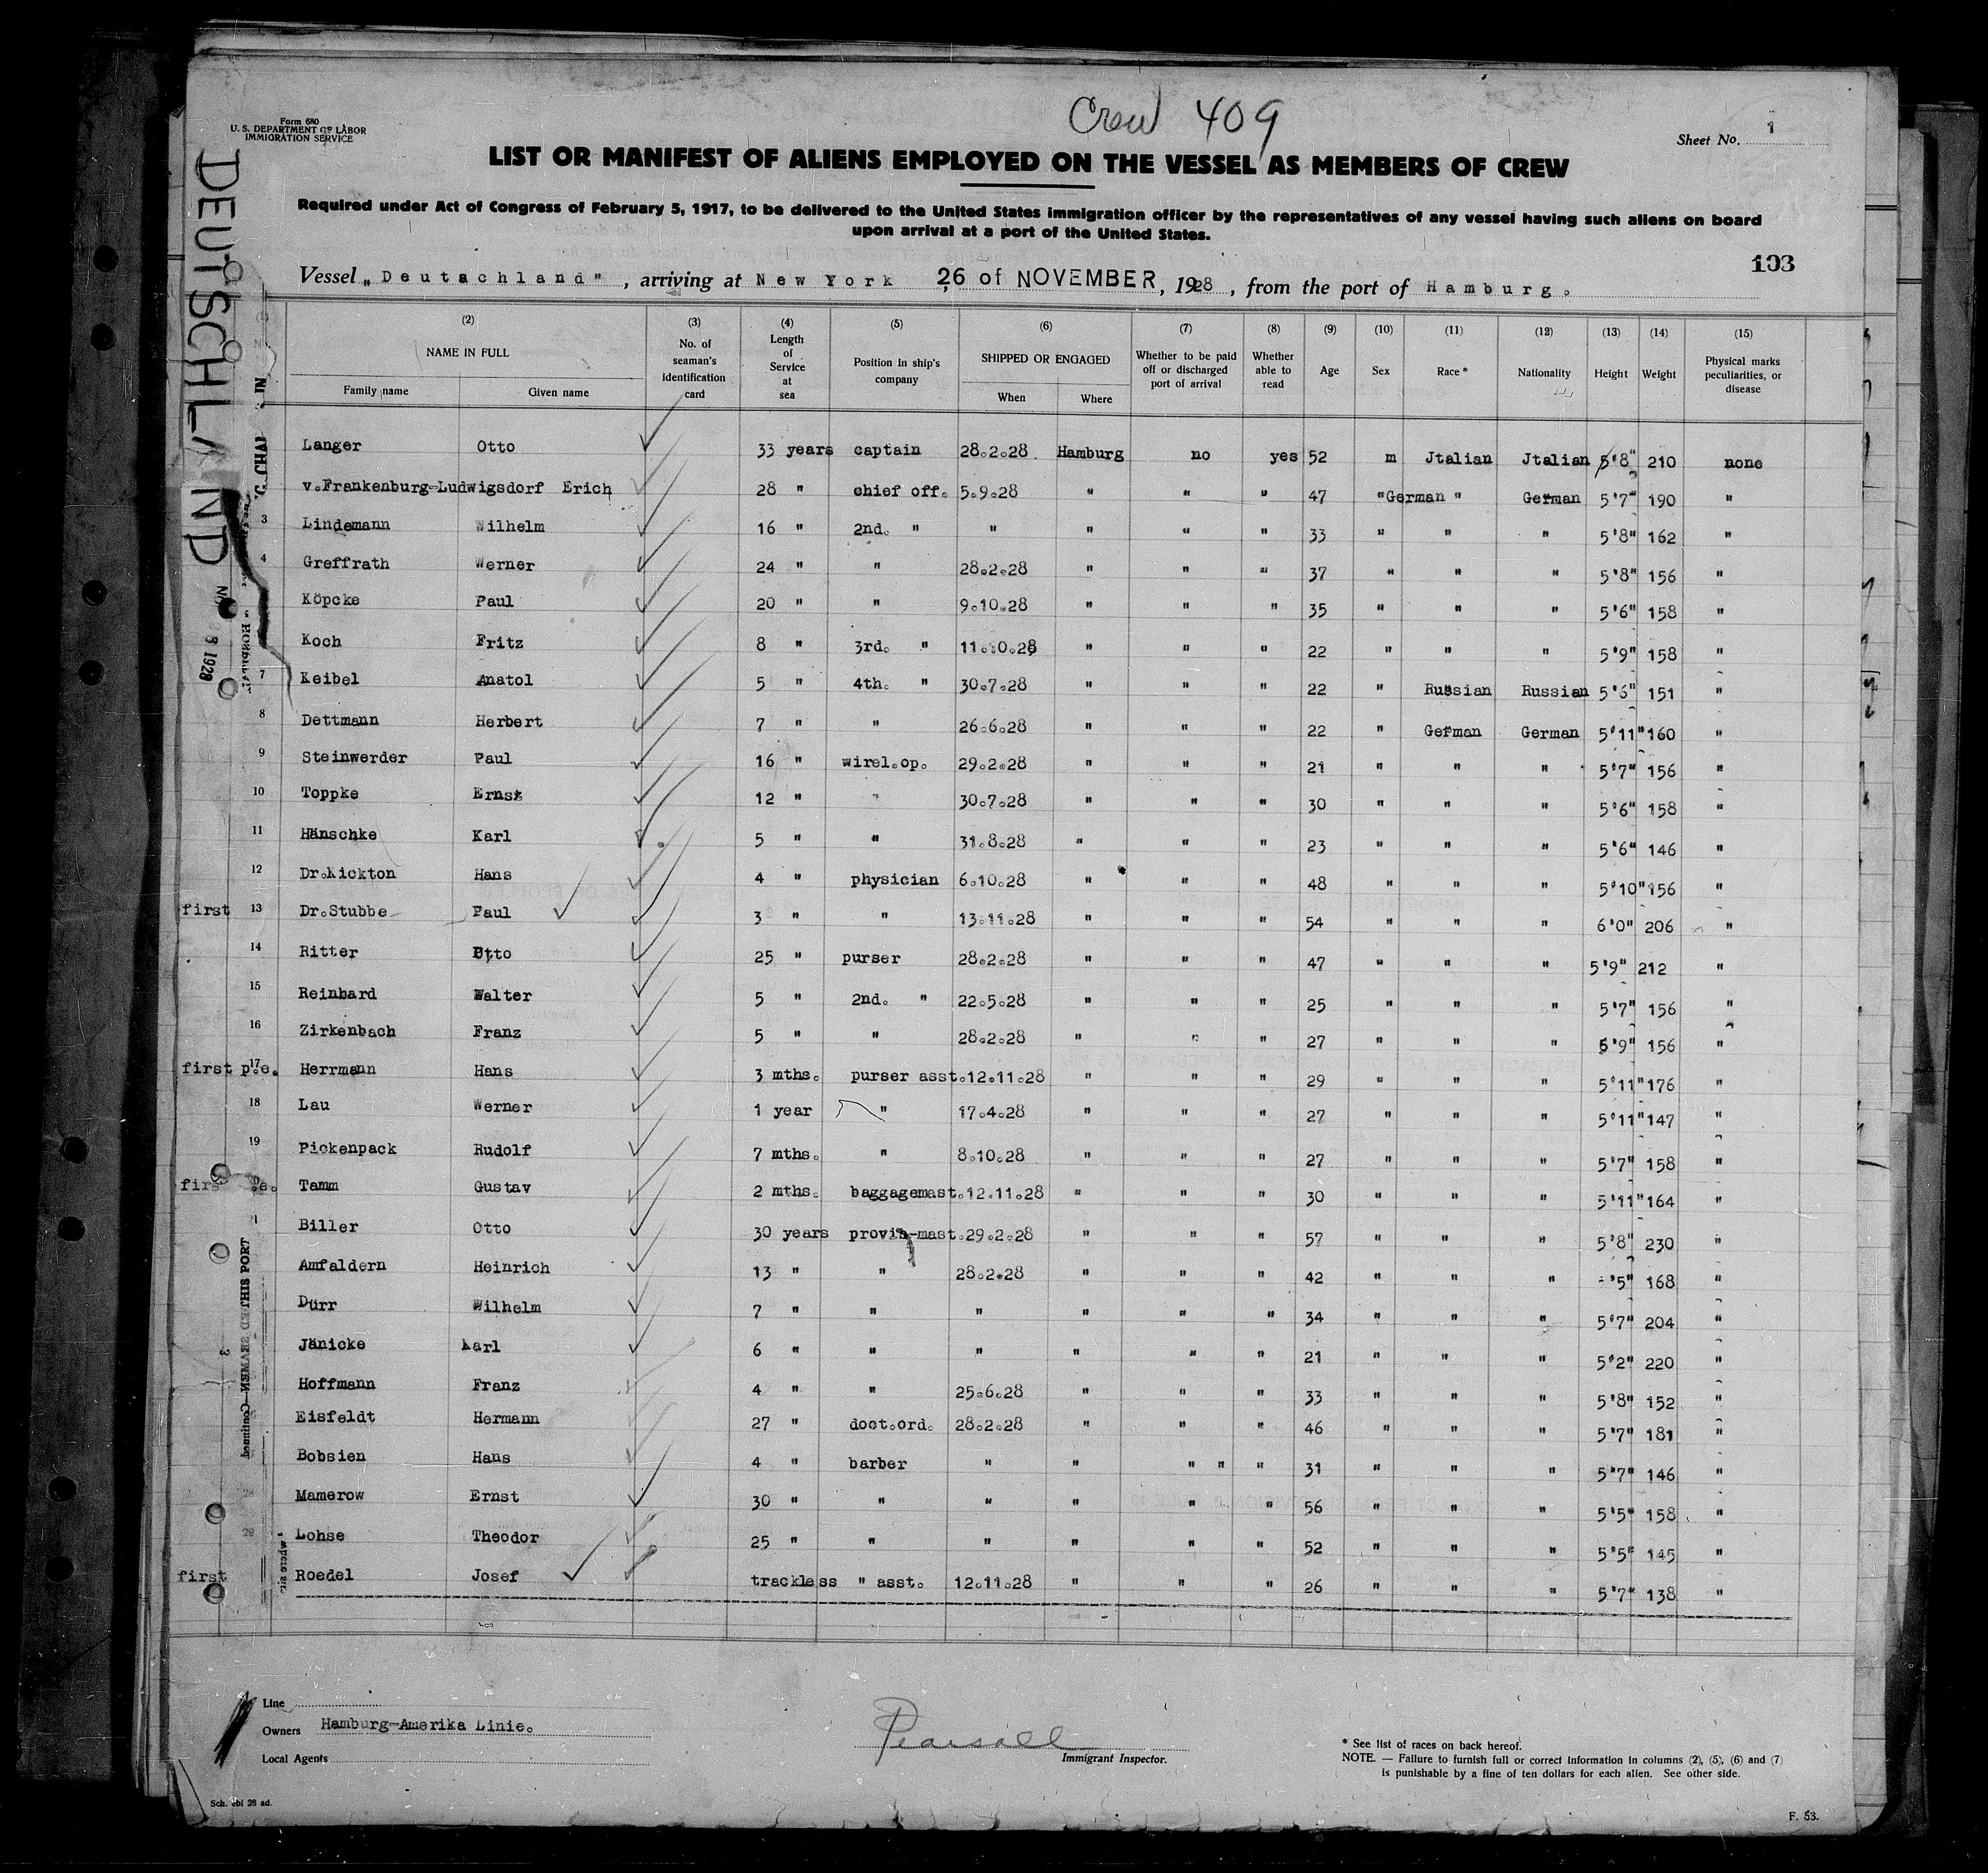 Crew 409
Form 680
U. S. DEPARTMENT OF LABOR
IMMIGRATION SERVICE
Sheet No. 1
LIST OR MANIFEST OF ALIENS EMPLOYED ON THE VESSEL AS MEMBERS OF CREW
Required under Act of Congress of February 5, 1917, to be delivered to the United States immigration officer by the representatives of any vessel having such aliens on board
upon arrival at a port of the United States.
103
Vessel „Deutschland", arriving at New York 26 of NOVEMBER, 1928, from the port of Hamburg.
DEUTSCHLAND
(2) (3) (4) (5) (6) (7) (8) (9) (10) (11) (12) (13) (14) (15)
NAME IN FULL
Family name Given name
No. of seaman's identification card
Length of Service at sea
Position in ship's company
SHIPPED OR ENGAGED
When Where
Whether to be paid off or discharged port of arrival
Whether able to read
Age Sex Race * Nationality Height Weight
Physical marks peculiarities, or disease
Langer Otto 33 years captain 28.2.28 Hamburg no yes 52 m Jtalian Jtalian 5'8" 210 none
v.Frankenburg-Ludwigsdorf Erich 28 " chief off. 5.9.28 " " " 47 " German " German 5'7" 190 "
3 Lindemann Wilhelm 16 " 2nd. " " " " " 33 " " " 5'8" 162 "
4 Greffrath Werner 24 " " 28.2.28 " " " 37 " " " 5'8" 156 "
Köpcke Paul 20 " " 9.10.28 " " " 35 " " " 5'6" 158 "
Koch Fritz 8 " 3rd. " 11.10.28 " " " 22 " " " 5'9" 158 "
7 Keibel Anatol 5 " 4th. " 30.7.28 " " " 22 " Russian Russian 5'6" 151 "
8 Dettmann Herbert 7 " " 26.6.28 " " " 22 " German German 5'11" 160 "
9 Steinwerder Paul 16 " wirel.op. 29.2.28 " " " 21 " " " 5'7" 156 "
10 Toppke Ernst 12 " " 30.7.28 " " " 30 " " " 5'6" 158 "
11 Hänschke Karl 5 " " 31.8.28 " " " 23 " " " 5'6" 146 "
12 Dr.Kickton Hans 4 " physician 6.10.28 " " " 48 " " " 5'10" 156 "
first 13 Dr.Stubbe Paul 3 " " 13.11.28 " " " 54 " " " 6'0" 206 "
14 Ritter Otto 25 " purser 28.2.28 " " " 47 " " " 5'9" 212 "
15 Reinhard Walter 5 " 2nd. " 22.5.28 " " " 25 " " " 5'7" 156 "
16 Zirkenbach Franz 5 " " 28.2.28 " " " 27 " " " 5'9" 156 "
first p.e. 17 Herrmann Hans 3 mths. purser asst. 12.11.28 " " " 29 " " " 5'11" 176 "
18 Lau Werner 1 year " 17.4.28 " " " 27 " " " 5'11" 147 "
19 Pickenpack Rudolf 7 mths. " 8.10.28 " " " 27 " " " 5'7" 158 "
Tamm Gustav 2 mths. baggagemast. 12.11.28 " " " 30 " " " 5'11" 164 "
Biller Otto 30 years provis-mast. 29.2.28 " " " 57 " " " 5'8" 230 "
Amfaldern Heinrich 13 " " 28.2.28 " " " 42 " " " '5" 168 "
Dürr Wilhelm 7 " " " " " " 34 " " " 5'7" 204 "
Jänicke Karl 6 " " " " " " 21 " " " 5'2" 220 "
Hoffmann Franz 4 " " 25.6.28 " " " 33 " " " 5'8" 152 "
Eisfeldt Hermann 27 " doct.ord. 28.2.28 " " " 46 " " " 5'7" 181 "
Bobsien Hans 4 " barber " " " " " 31 " " " 5'7" 146 "
Mamerow Ernst 30 " " " " " " 56 " " " 5'5" 158 "
29 Lohse Theodor 25 " " " " " " 52 " " " 5'5" 145 "
first Roedel Josef trackless " asst. 12.11.28 " " " 26 " " " 5'7" 138 "
Line
Owners Hamburg-Amerika Linie.
Local Agents
Pearsall
Immigrant Inspector.
* See list of races on back hereof.
NOTE. — Failure to furnish full or correct information in columns (2), (5), (6) and (7)
is punishable by a fine of ten dollars for each alien. See other side.
F. 53.